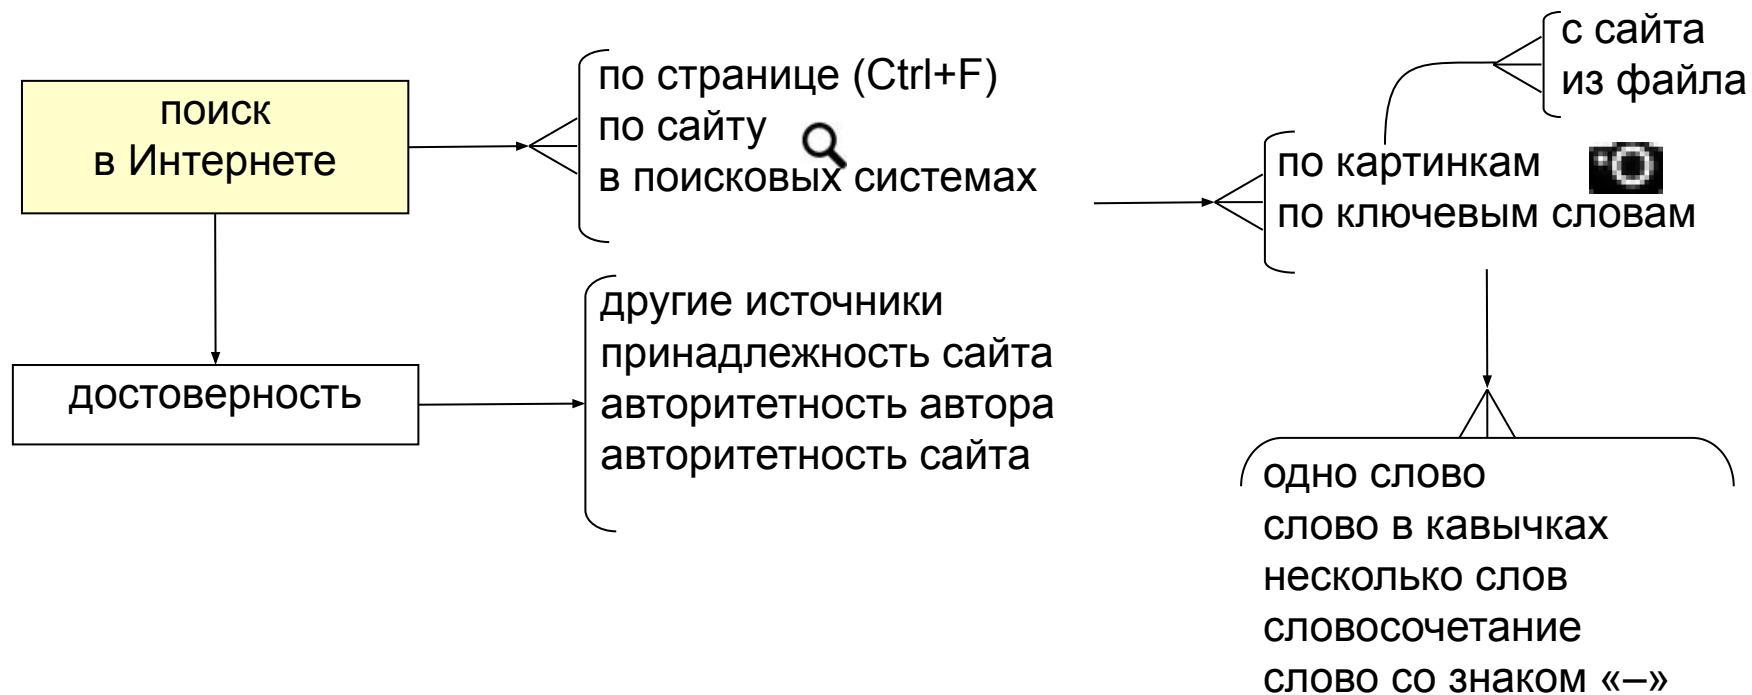 поиск
в Интернете
по странице (Ctrl+F)
по сайту
в поисковых системах
с сайта
из файла
по картинкам
по ключевым словам
достоверность
другие источники
принадлежность сайта
авторитетность автора
авторитетность сайта
одно слово
слово в кавычках
несколько слов
словосочетание
слово со знаком «–»